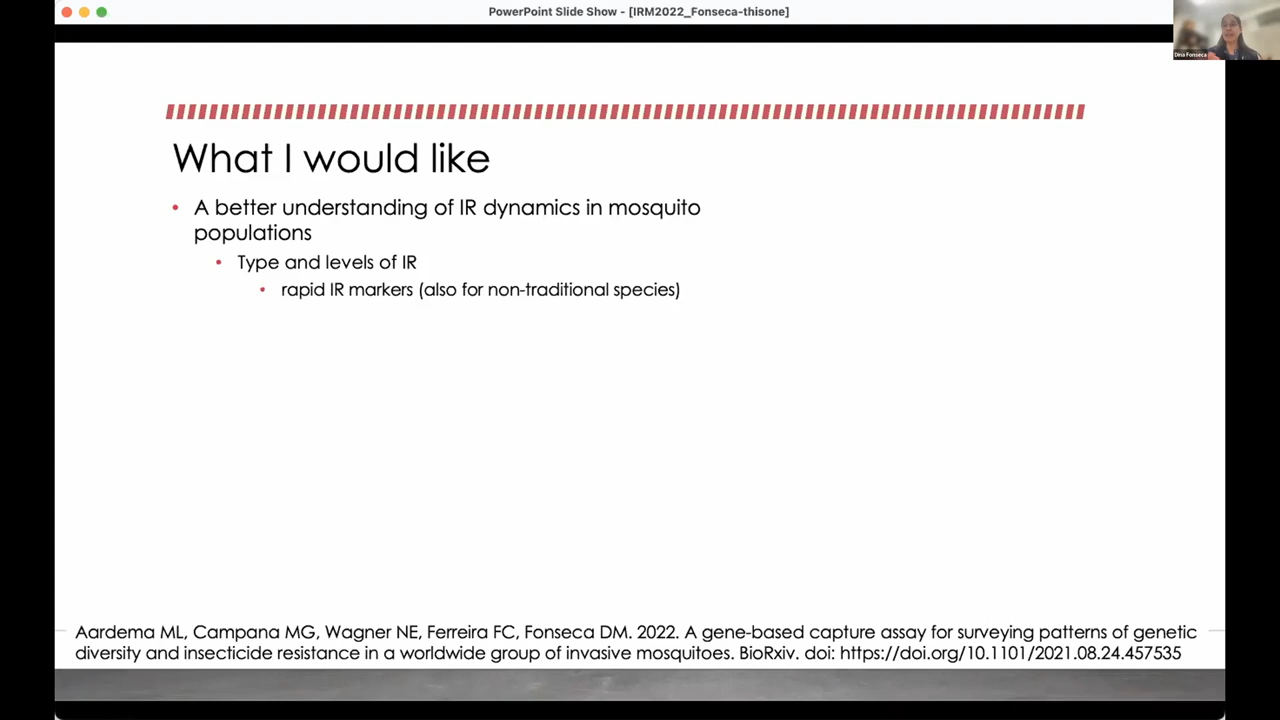 PowerPoint Slide Show - [IRM2022_Fonseca-thisone]
Dina Fonseca
What I would like
• A better understanding of IR dynamics in mosquito
populations
• Type and levels of IR
• rapid IR markers (also for non-traditional species)
Aardema ML, Campana MG, Wagner NE, Ferreira FC, Fonseca DM. 2022. A gene-based capture assay for surveying patterns of genetic
diversity and insecticide resistance in a worldwide group of invasive mosquitoes. BioRxiv. doi: https://doi.org/10.1101/2021.08.24.457535